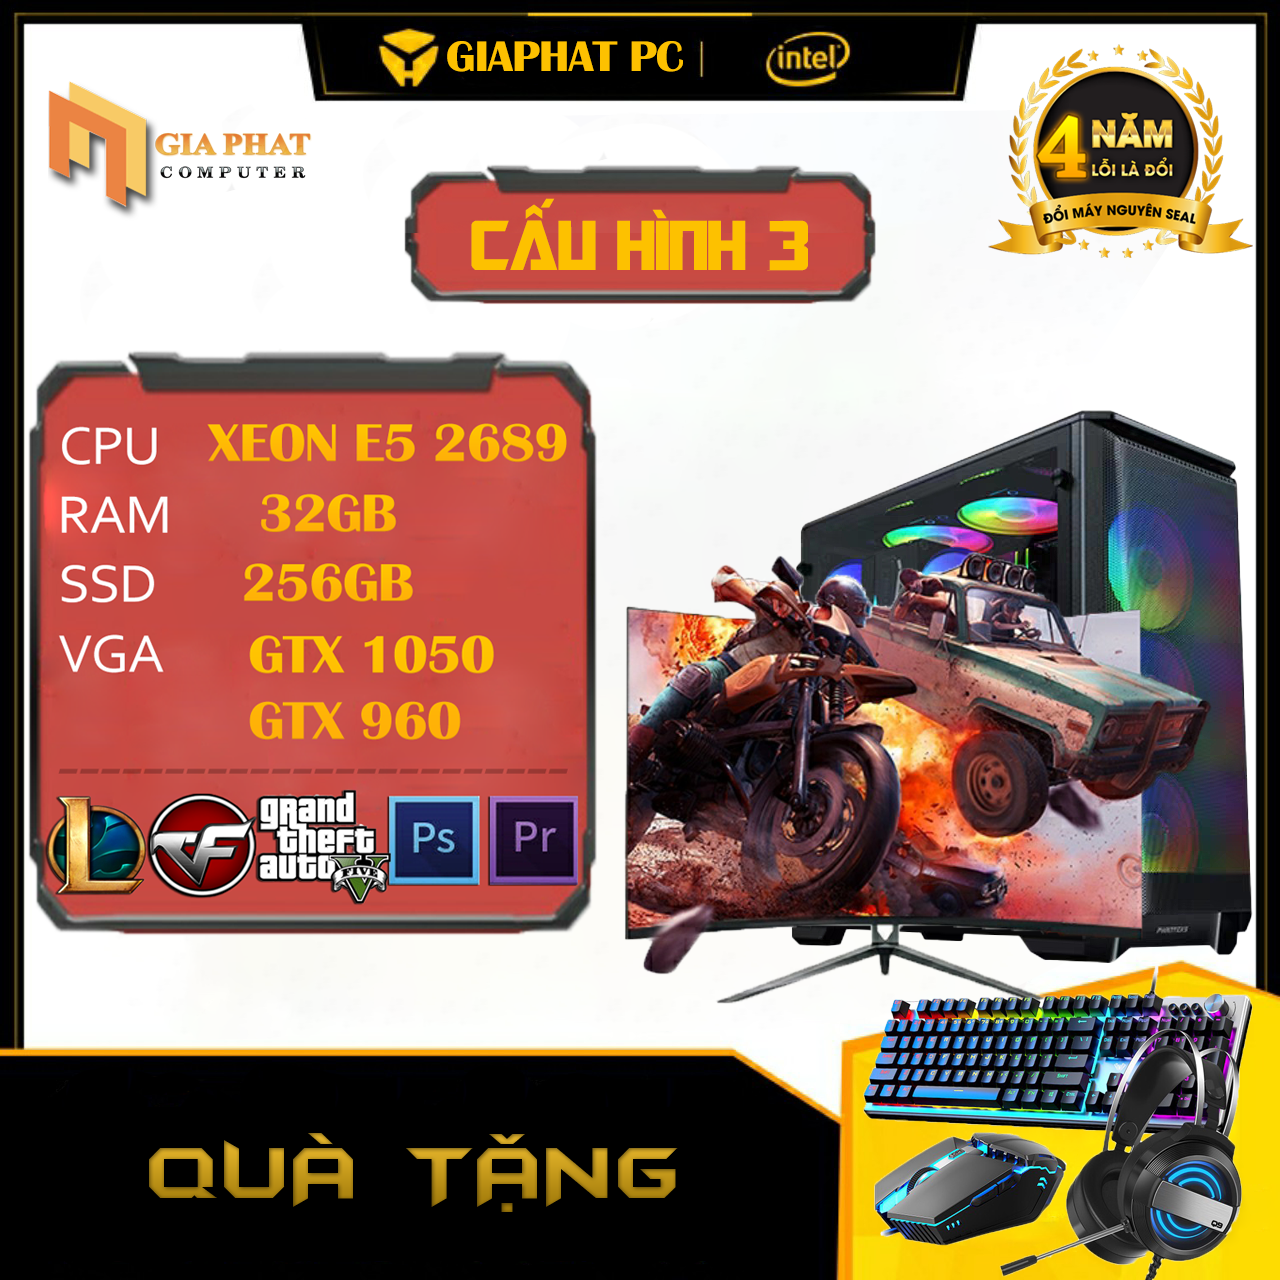 GIAPHAT PC
intel
GIA PHAT
COMPUTER
4 NĂM
LỖI LÀ ĐỔI
ĐỔI MÁY NGUYÊN SEAL
CẤU HÌNH 3
CPU XEON E5 2689
RAM 32GB
SSD 256GB
VGA GTX 1050
GTX 960
grand
theft
auto
FIVE
Ps
Pr
PHANTEKS
QUÀ TẶNG